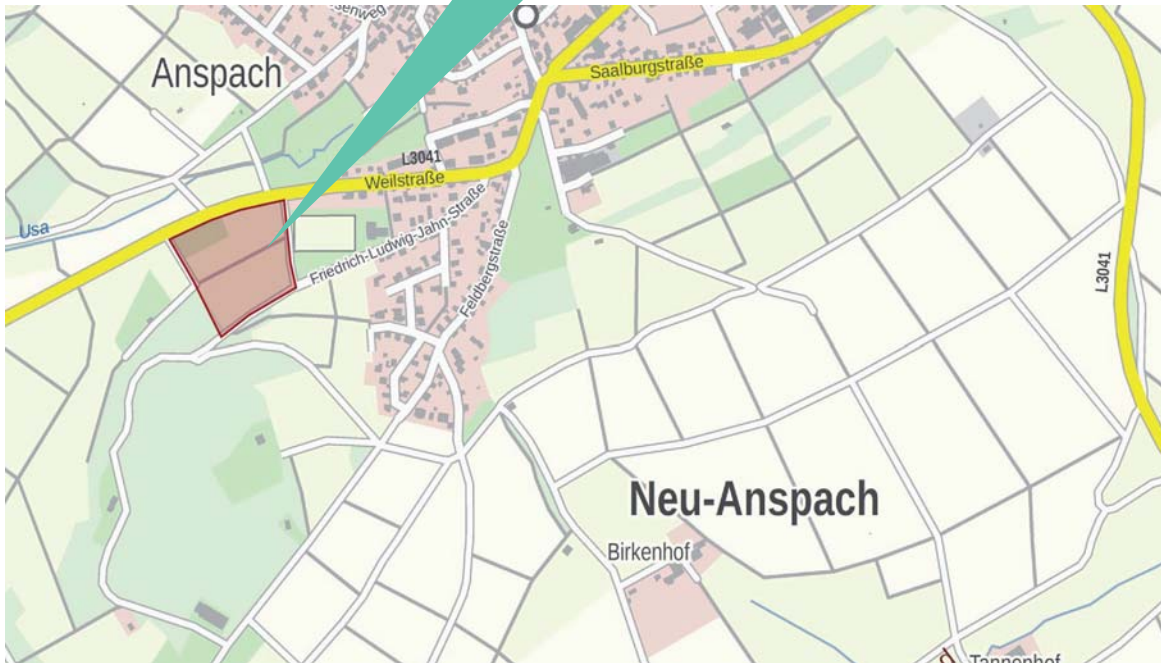 Anspach
Saalburgstraße
L3041
Weilstraße
Usa
Friedrich-Ludwig-Jahn-Straße
Feldbergstraße
L3041
Neu-Anspach
Birkenhof
Tannenhof